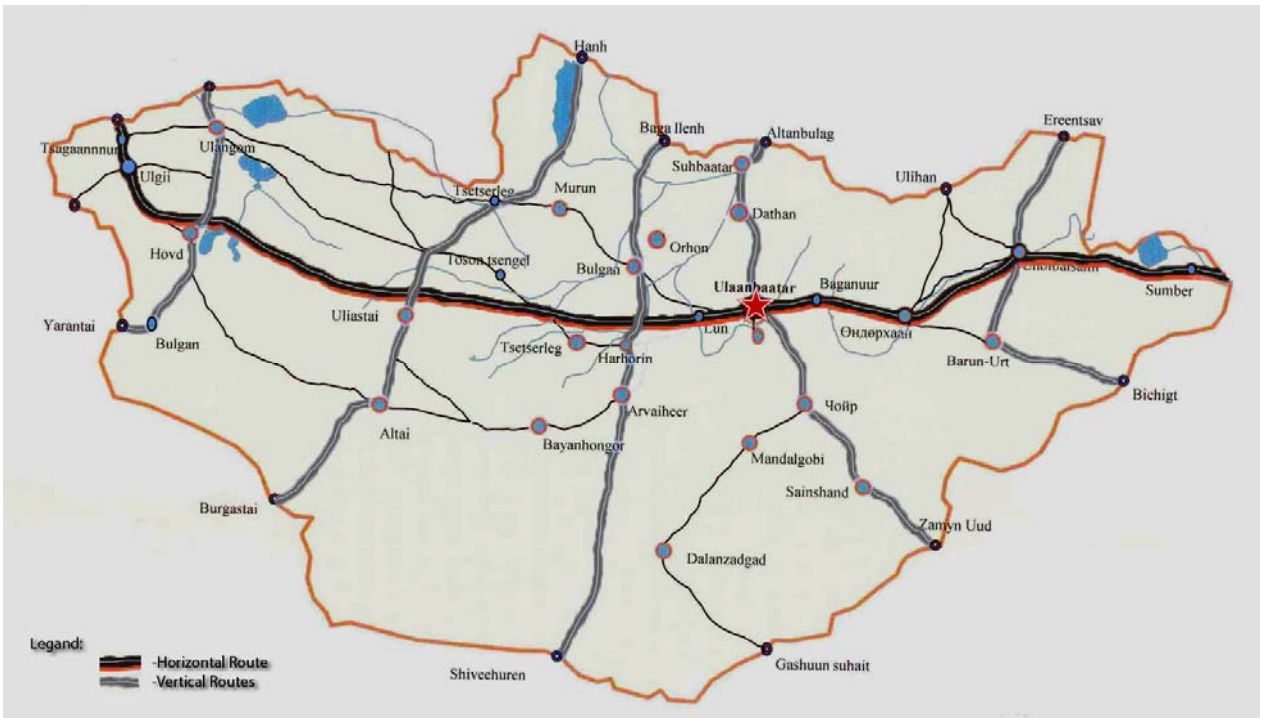 Hanh
Baga Ilenh
Altanbulag
Ereentsav
Tsagaannnur
Ulangom
Suhbaatar
Ulgii
Ulihan
Tsetserleg
Murun
Dathan
Hovd
Orhon
Toson tsengel
Bulgan
Ulaanbaatar
Baganuur
Sumber
Yarantai
Bulgan
Uliastai
Lun
Өндөрхаан
Tsetserleg
Harhorin
Barun-Urt
Bichigt
Altai
Arvaiheer
Чойр
Bayanhongor
Mandalgobi
Burgastai
Sainshand
Zamyn Uud
Dalanzadgad
Legand:
-Horizontal Route
-Vertical Routes
Shiveehuren
Gashuun suhait